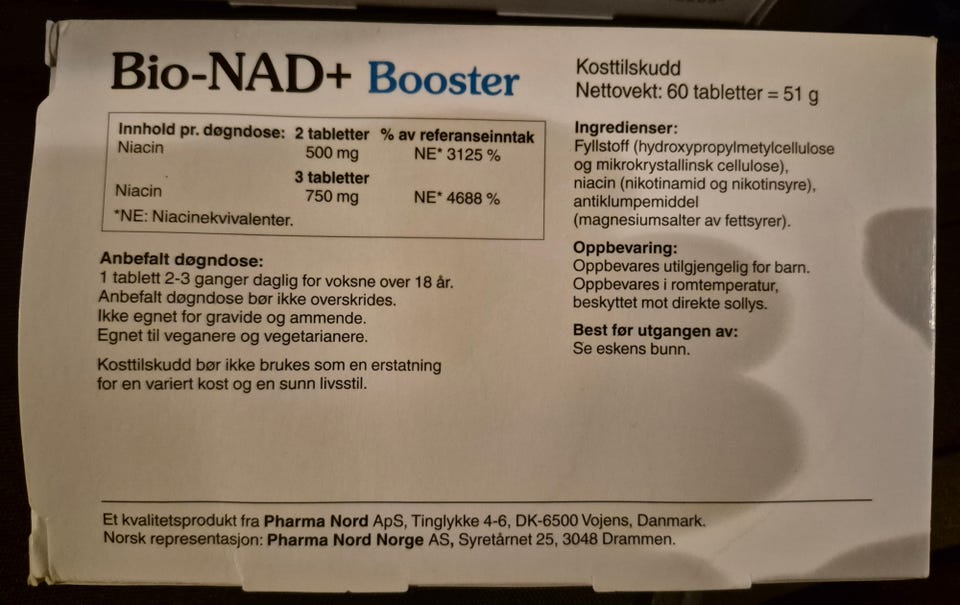 Bio-NAD+ Booster
Innhold pr. døgndose: 2 tabletter % av referanseinntak
Niacin 500 mg NE* 3125 %
3 tabletter
Niacin 750 mg NE* 4688 %
*NE: Niacinekvivalenter.
Anbefalt døgndose:
1 tablett 2-3 ganger daglig for voksne over 18 år.
Anbefalt døgndose bør ikke overskrides.
Ikke egnet for gravide og ammende.
Egnet til veganere og vegetarianere.
Kosttilskudd bør ikke brukes som en erstatning
for en variert kost og en sunn livsstil.
Kosttilskudd
Nettovekt: 60 tabletter = 51 g
Ingredienser:
Fyllstoff (hydroxypropylmetylcellulose
og mikrokrystallinsk cellulose),
niacin (nikotinamid og nikotinsyre),
antiklumpemiddel
(magnesiumsalter av fettsyrer).
Oppbevaring:
Oppbevares utilgjengelig for barn.
Oppbevares i romtemperatur,
beskyttet mot direkte sollys.
Best før utgangen av:
Se eskens bunn.
Et kvalitetsprodukt fra Pharma Nord ApS, Tinglykke 4-6, DK-6500 Vojens, Danmark.
Norsk representasjon: Pharma Nord Norge AS, Syretårnet 25, 3048 Drammen.